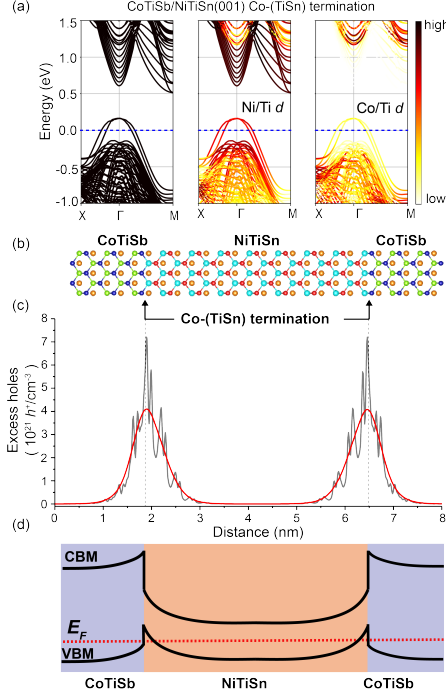 (a) CoTiSb/NiTiSn(001) Co-(TiSn) termination
Energy (eV)
1.5
1.0
0.5
0.0
-0.5
-1.0
X Γ M
Ni/Ti d
X Γ M
Co/Ti d
X Γ M
high
low
(b) CoTiSb NiTiSn CoTiSb
(c) Co-(TiSn) termination
Excess holes
( 10²¹ h⁺/cm⁻³ )
8
7
6
5
4
3
2
1
0
0 1 2 3 4 5 6 7 8
Distance (nm)
(d)
CBM
E_F
VBM
CoTiSb NiTiSn CoTiSb